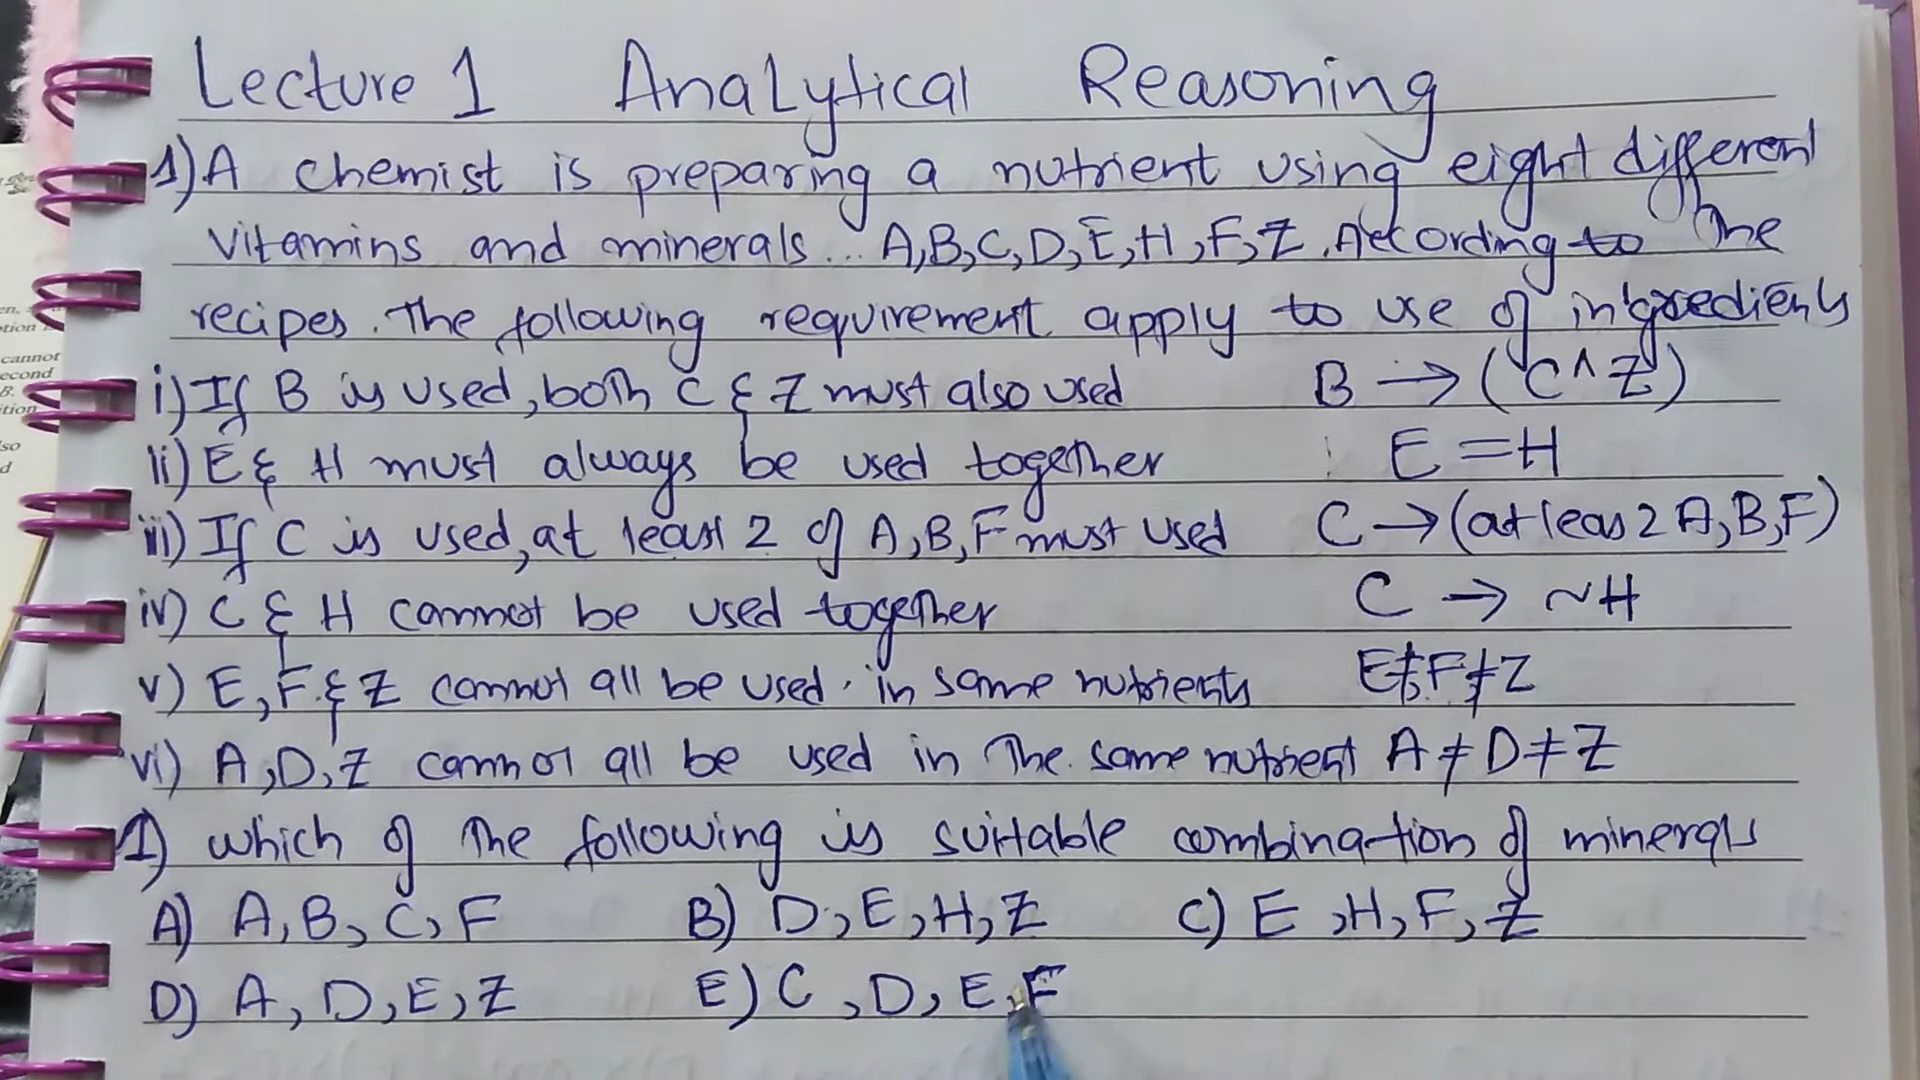 Lecture 1 Analytical Reasoning
1) A chemist is preparing a nutrient using eight different
vitamins and minerals... A,B,C,D,E,H,F,Z. According to the
recipes. The following requirement apply to use of ingredients
i) If B is used, both C & Z must also used B → (C ^ Z)
ii) E & H must always be used together E = H
iii) If C is used, at least 2 of A, B, F must used C → (at leas 2 A, B, F)
iv) C & H cannot be used together C → ~H
v) E, F & Z cannot all be used. in same nutrients E≠F≠Z
vi) A, D, Z cannot all be used in the same nutrient A ≠ D ≠ Z
1) which of the following is suitable combination of minerals
A) A, B, C, F B) D, E, H, Z C) E, H, F, Z
D) A, D, E, Z E) C, D, E, F
cannot
econd
B.
so
d